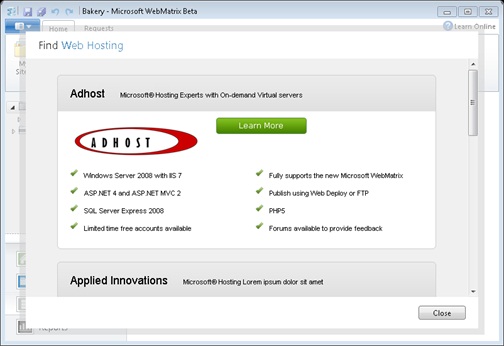 Bakery - Microsoft WebMatrix Beta
Home Requests Learn Online
Find Web Hosting
My
Adhost Microsoft® Hosting Experts with On-demand Virtual servers
ADHOST
Learn More
Windows Server 2008 with IIS 7
Fully supports the new Microsoft WebMatrix
ASP.NET 4 and ASP.NET MVC 2
Publish using Web Deploy or FTP
SQL Server Express 2008
PHP5
Limited time free accounts available
Forums available to provide feedback
Applied Innovations Microsoft® Hosting Lorem ipsum dolor sit amet
Close
Reports